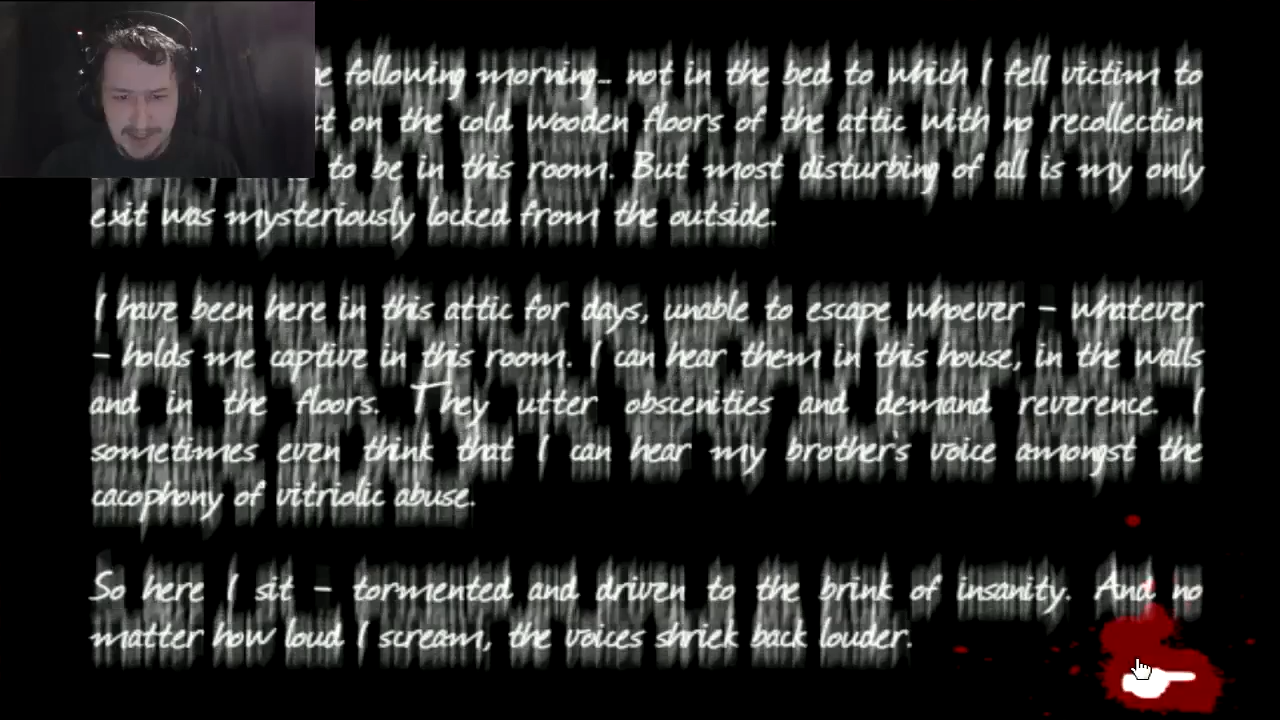 following morning... not in the bed to which I fell victim to
on the cold wooden floors of the attic with no recollection
to be in this room. But most disturbing of all is my only
exit was mysteriously locked from the outside.
I have been here in this attic for days, unable to escape whoever - whatever
- holds me captive in this room. I can hear them in this house, in the walls
and in the floors. They utter obscenities and demand reverence. I
sometimes even think that I can hear my brother's voice amongst the
cacophony of vitriolic abuse.
So here I sit - tormented and driven to the brink of insanity. And no
matter how loud I scream, the voices shriek back louder.